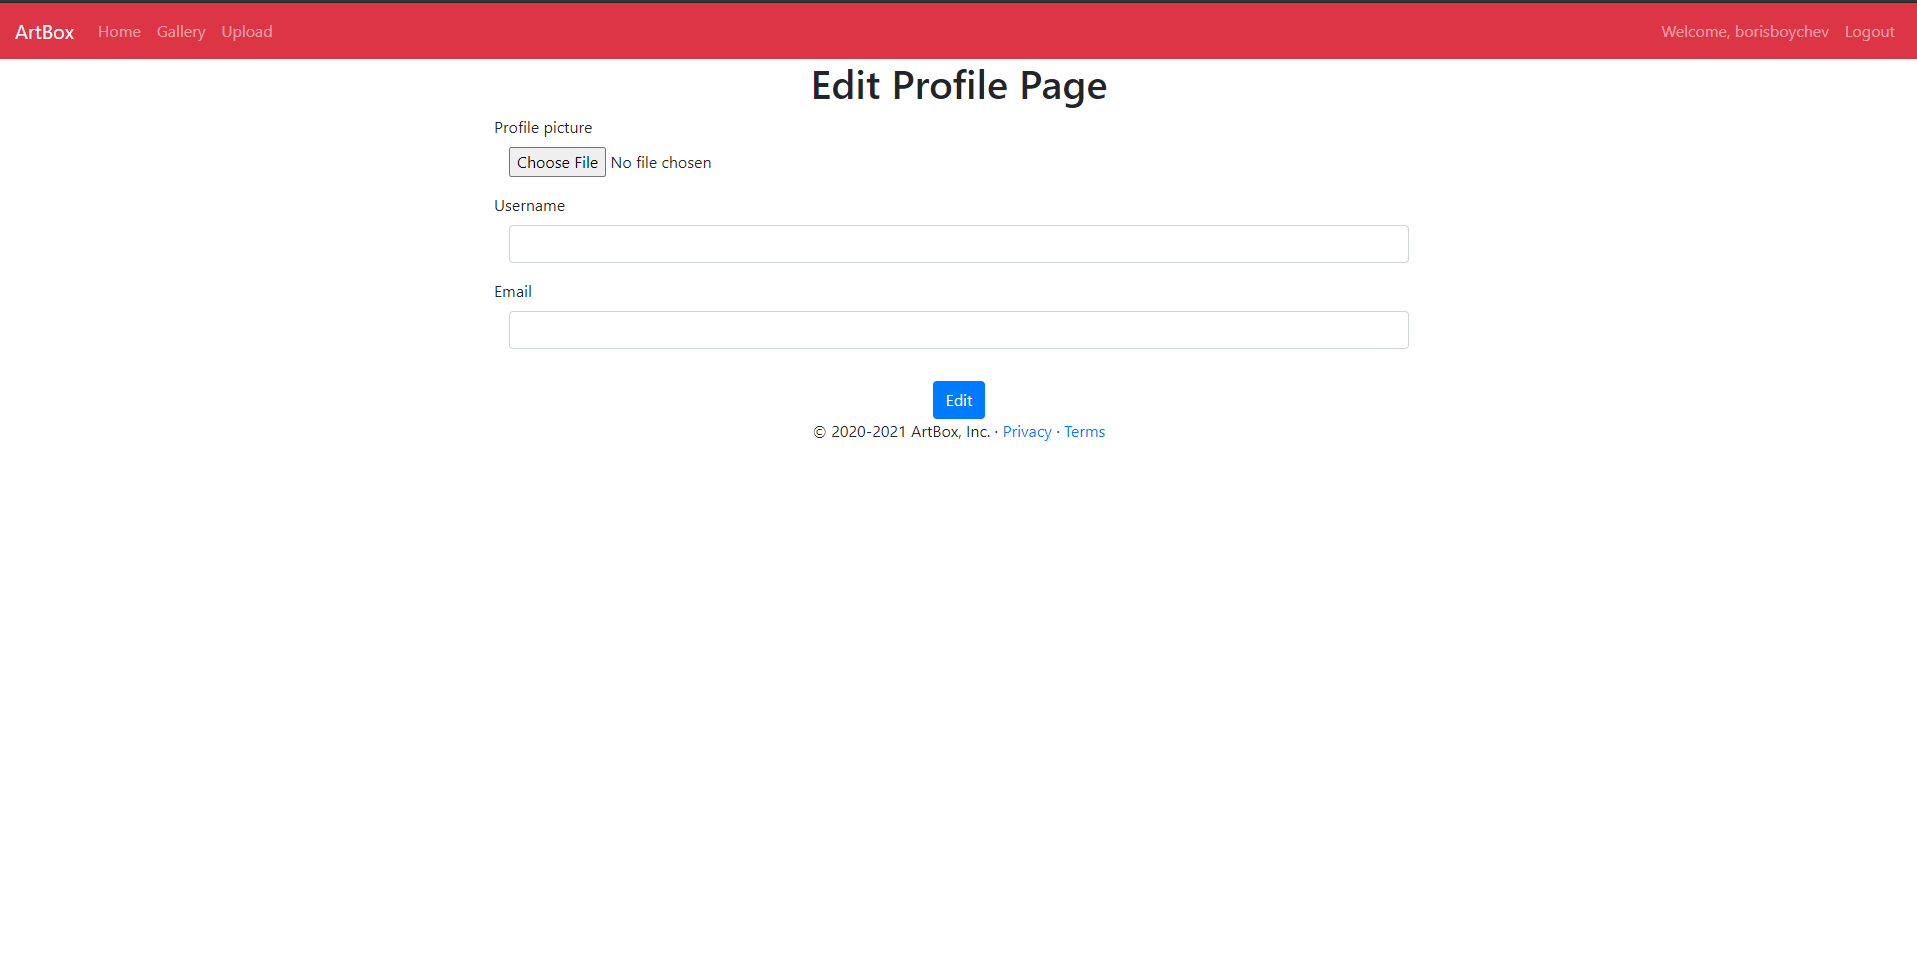 ArtBox Home Gallery Upload Welcome, borisboychev Logout
Edit Profile Page
Profile picture
Choose File No file chosen
Username
Email
Edit
© 2020-2021 ArtBox, Inc. · Privacy · Terms